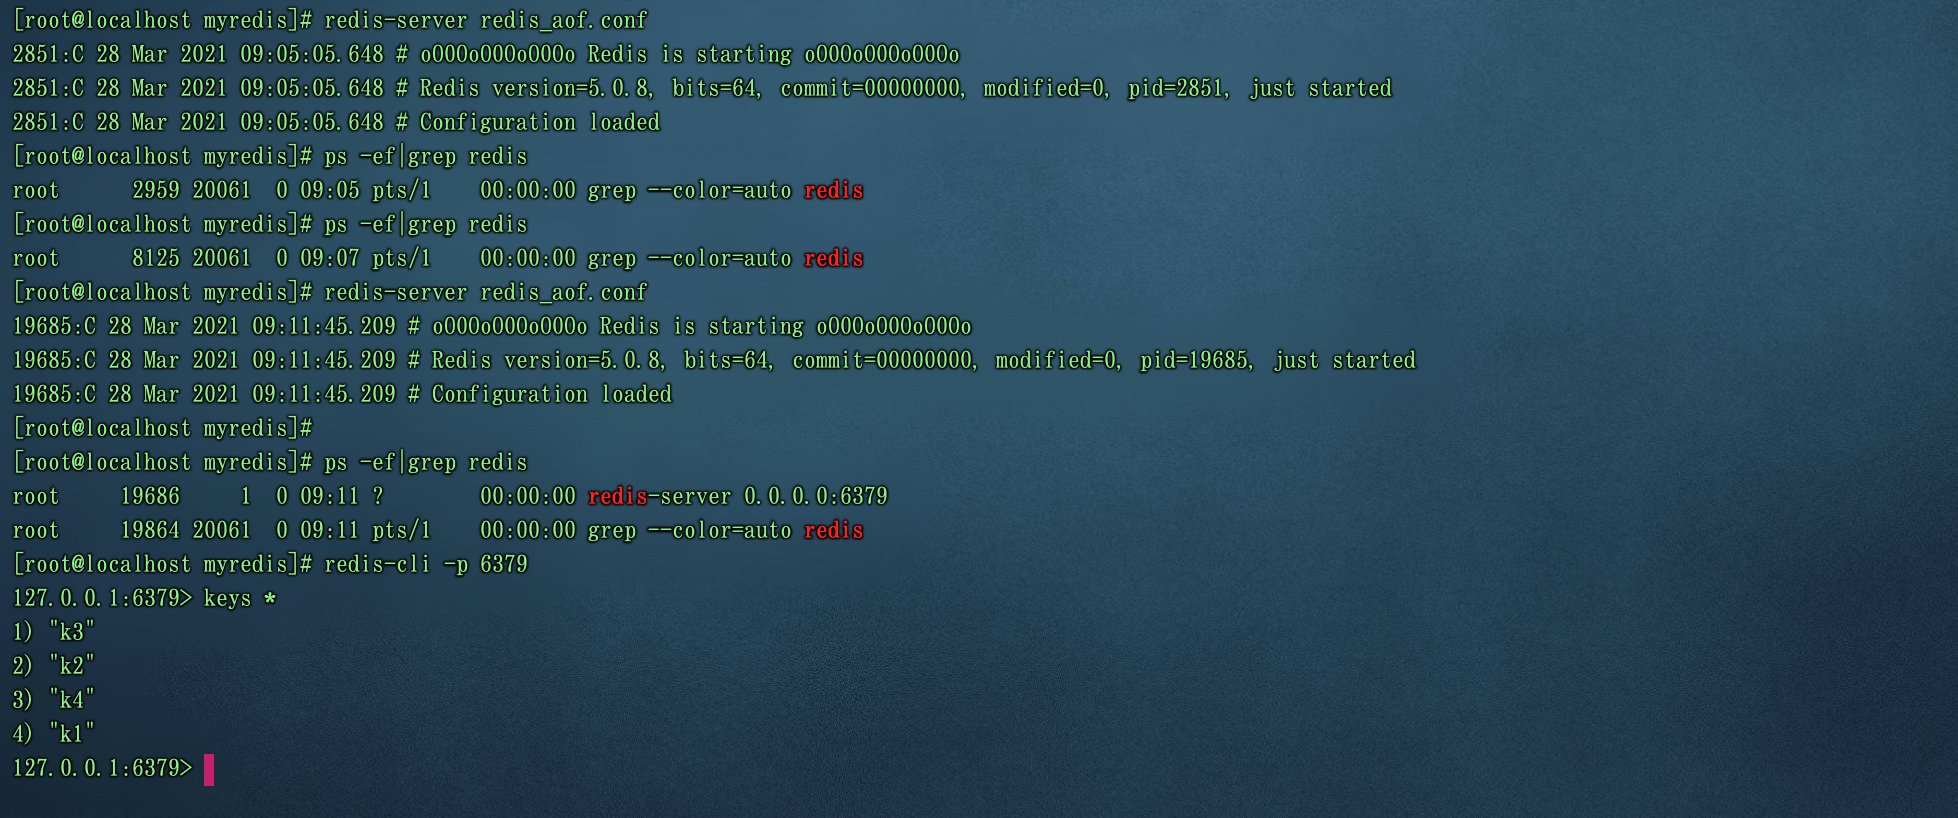 [root@localhost myredis]# redis-server redis_aof.conf
2851:C 28 Mar 2021 09:05:05.648 # oO0OoO0OoO0Oo Redis is starting oO0OoO0OoO0Oo
2851:C 28 Mar 2021 09:05:05.648 # Redis version=5.0.8, bits=64, commit=00000000, modified=0, pid=2851, just started
2851:C 28 Mar 2021 09:05:05.648 # Configuration loaded
[root@localhost myredis]# ps -ef|grep redis
root      2959 20061  0 09:05 pts/1    00:00:00 grep --color=auto redis
[root@localhost myredis]# ps -ef|grep redis
root      8125 20061  0 09:07 pts/1    00:00:00 grep --color=auto redis
[root@localhost myredis]# redis-server redis_aof.conf
19685:C 28 Mar 2021 09:11:45.209 # oO0OoO0OoO0Oo Redis is starting oO0OoO0OoO0Oo
19685:C 28 Mar 2021 09:11:45.209 # Redis version=5.0.8, bits=64, commit=00000000, modified=0, pid=19685, just started
19685:C 28 Mar 2021 09:11:45.209 # Configuration loaded
[root@localhost myredis]#
[root@localhost myredis]# ps -ef|grep redis
root     19686     1  0 09:11 ?        00:00:00 redis-server 0.0.0.0:6379
root     19864 20061  0 09:11 pts/1    00:00:00 grep --color=auto redis
[root@localhost myredis]# redis-cli -p 6379
127.0.0.1:6379> keys *
1) "k3"
2) "k2"
3) "k4"
4) "k1"
127.0.0.1:6379>